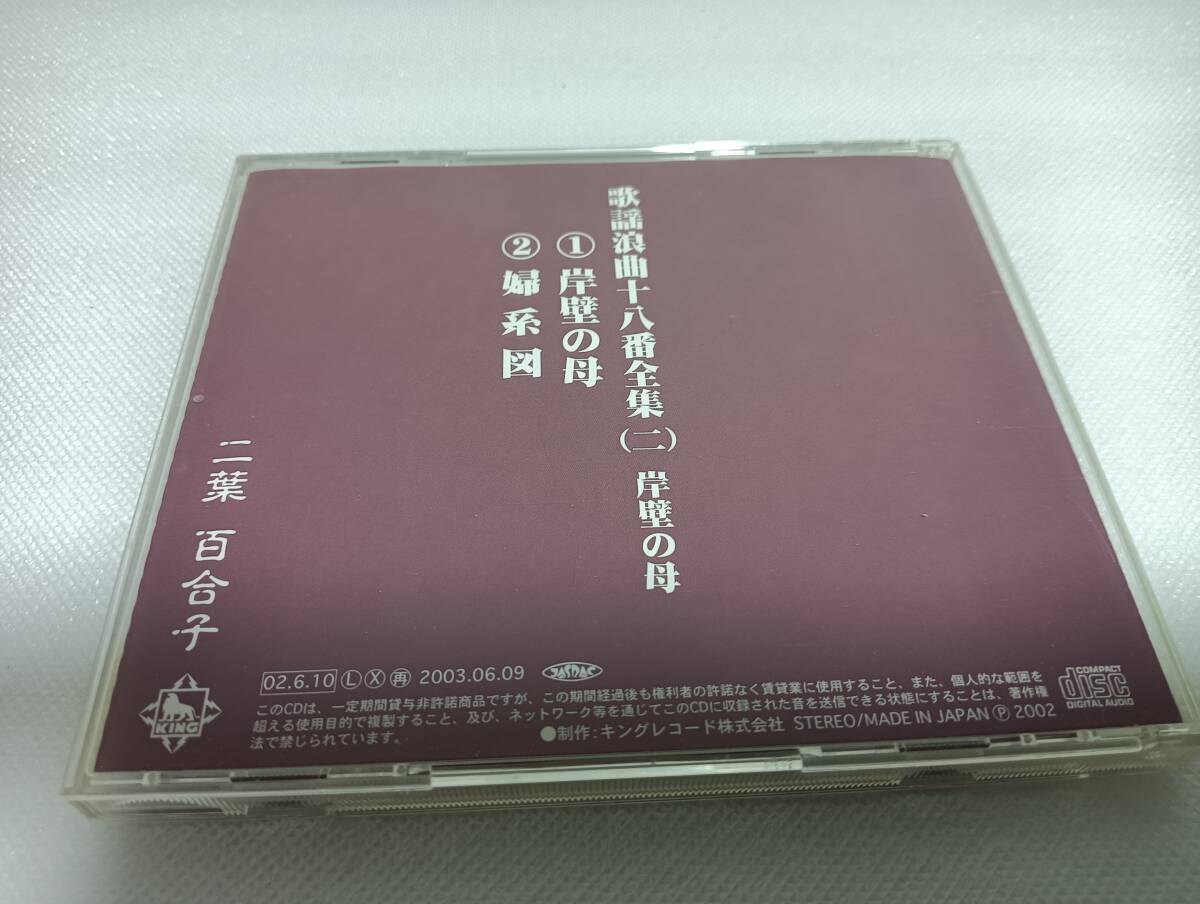 歌謡浪曲十八番全集(二) 岸壁の母
① 岸壁の母
② 婦系図
二葉 百合子
KING
02.6.10 Ⓛ Ⓧ ㊢ 2003.06.09 JASRAC
このCDは、一定期間貸与非許諾商品ですが、この期間経過後も権利者の許諾なく賃貸業に使用すること、また、個人的な範囲を
超える使用目的で複製すること、及び、ネットワーク等を通じてこのCDに収録された音を送信できる状態にすることは、著作権
法で禁じられています。
●制作:キングレコード株式会社 STEREO/MADE IN JAPAN Ⓟ 2002
COMPACT
disc
DIGITAL AUDIO